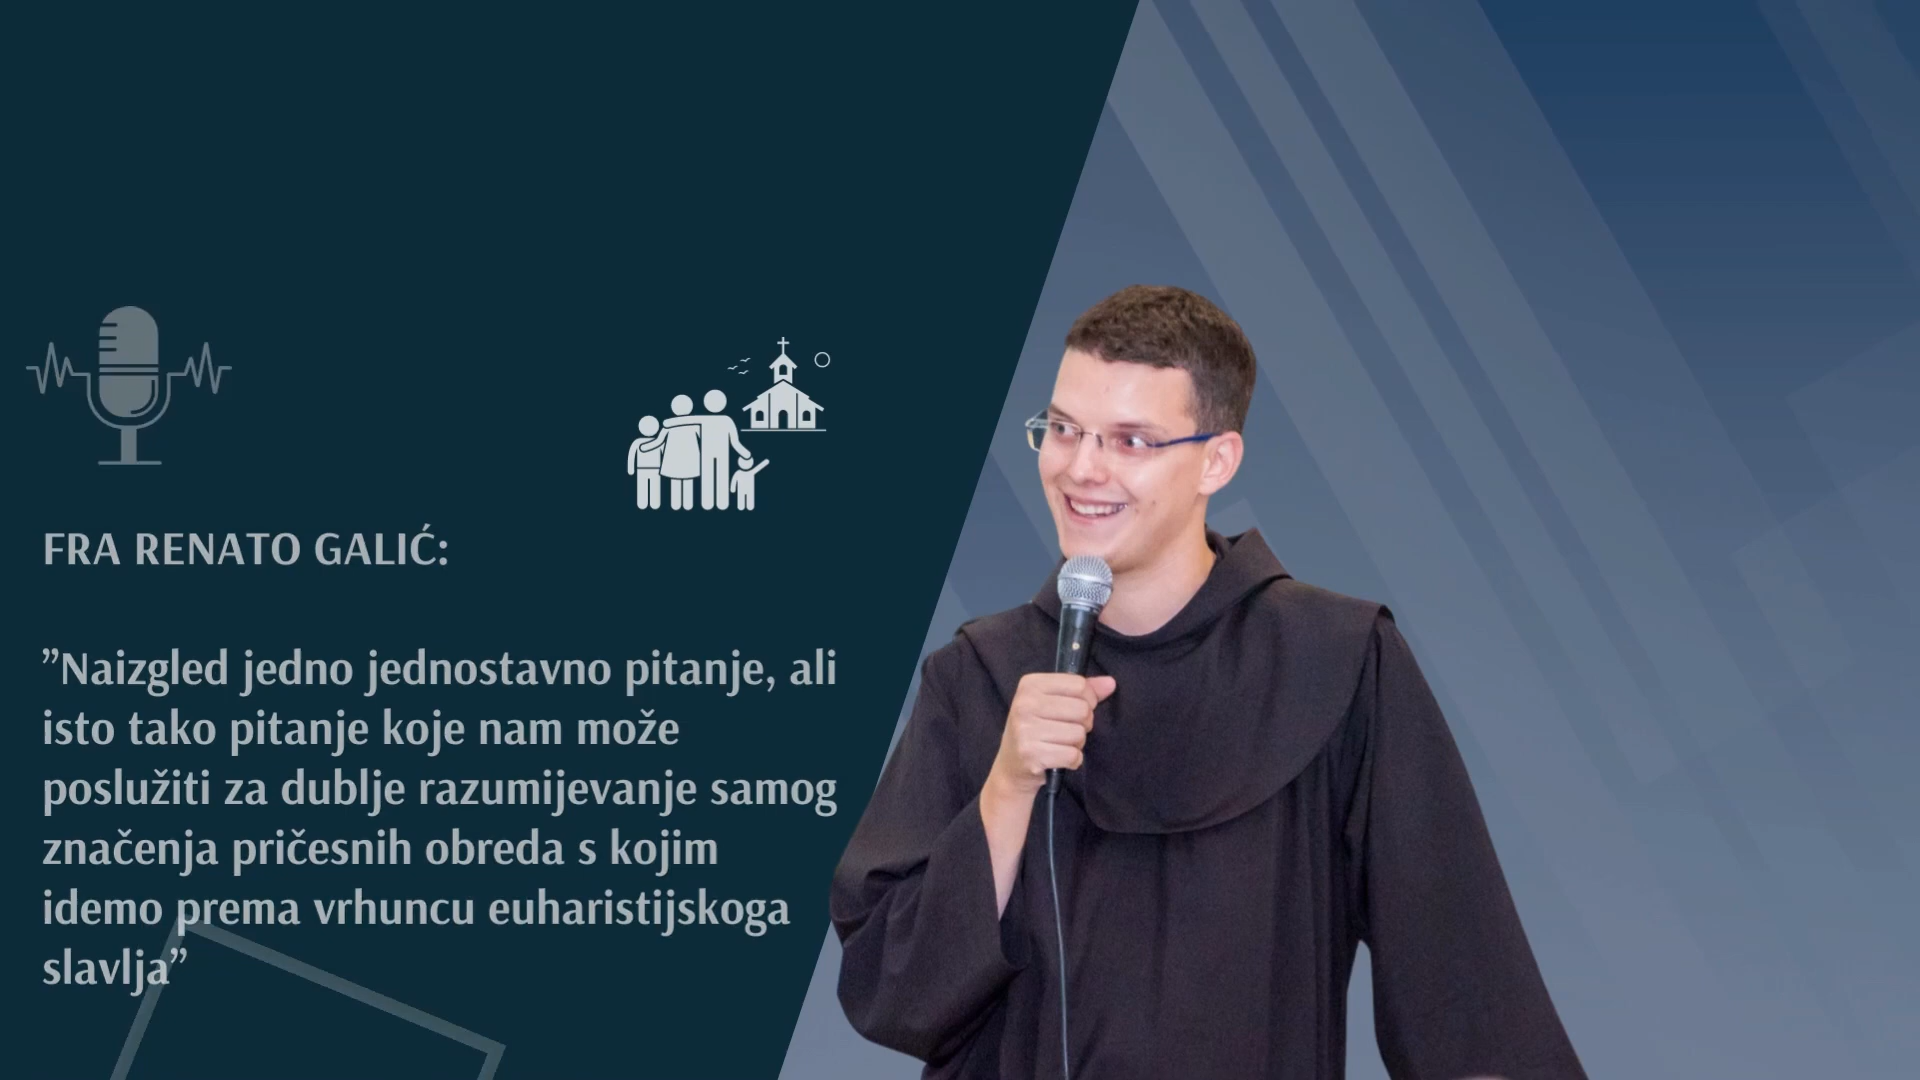 FRA RENATO GALIĆ:
”Naizgled jedno jednostavno pitanje, ali
isto tako pitanje koje nam može
poslužiti za dublje razumijevanje samog
značenja pričesnih obreda s kojim
idemo prema vrhuncu euharistijskoga
slavlja”